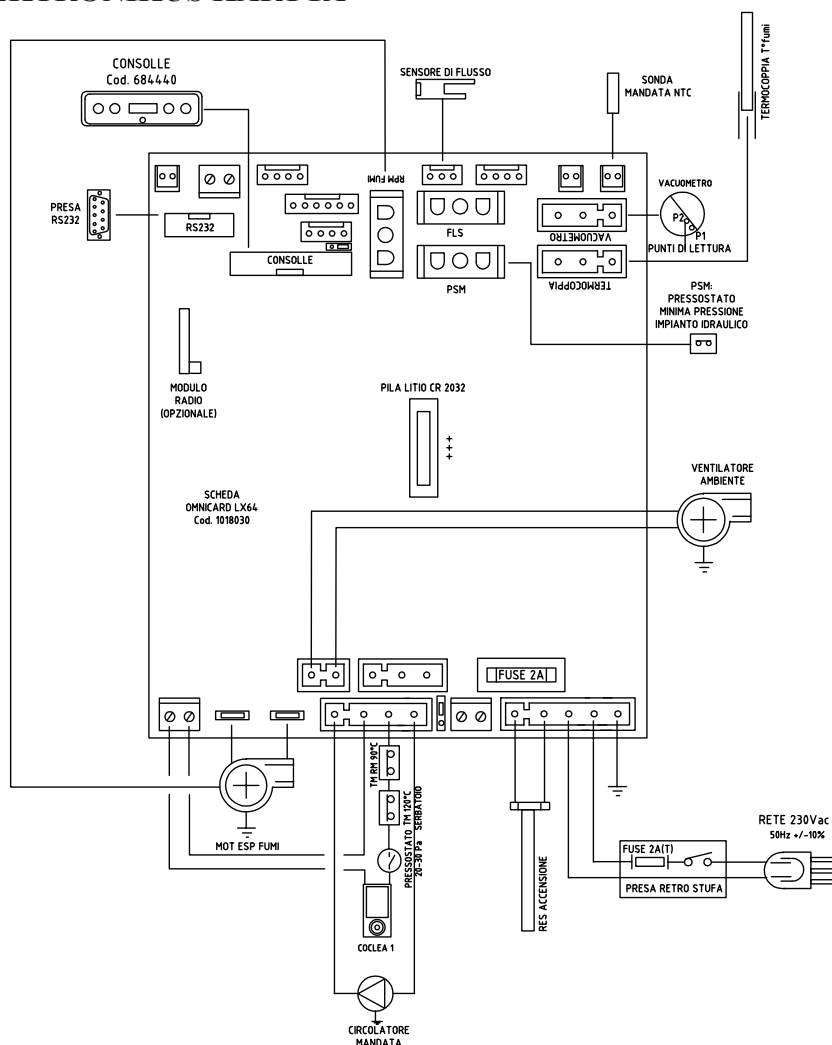 CONSOLLE
Cod. 684440
SENSORE DI FLUSSO
SONDA
MANDATA NTC
TERMOCOPPIA T°fumi
PRESA
RS232
RS232
CONSOLLE
RPM FUMI
FLS
PSM
VACUOMETRO
TERMOCOPPIA
VACUOMETRO
P2
P1
PUNTI DI LETTURA
PSM:
PRESSOSTATO
MINIMA PRESSIONE
IMPIANTO IDRAULICO
MODULO
RADIO
(OPZIONALE)
PILA LITIO CR 2032
+++
SCHEDA
OMNICARD LX64
Cod. 1018030
VENTILATORE
AMBIENTE
FUSE 2A
TM RM 90°C
TM 120°C
SERBATOIO
PRESSOSTATO
20-30 Pa
MOT ESP FUMI
COCLEA 1
CIRCOLATORE
MANDATA
RES ACCENSIONE
FUSE 2A(T)
PRESA RETRO STUFA
RETE 230Vac
50Hz +/-10%